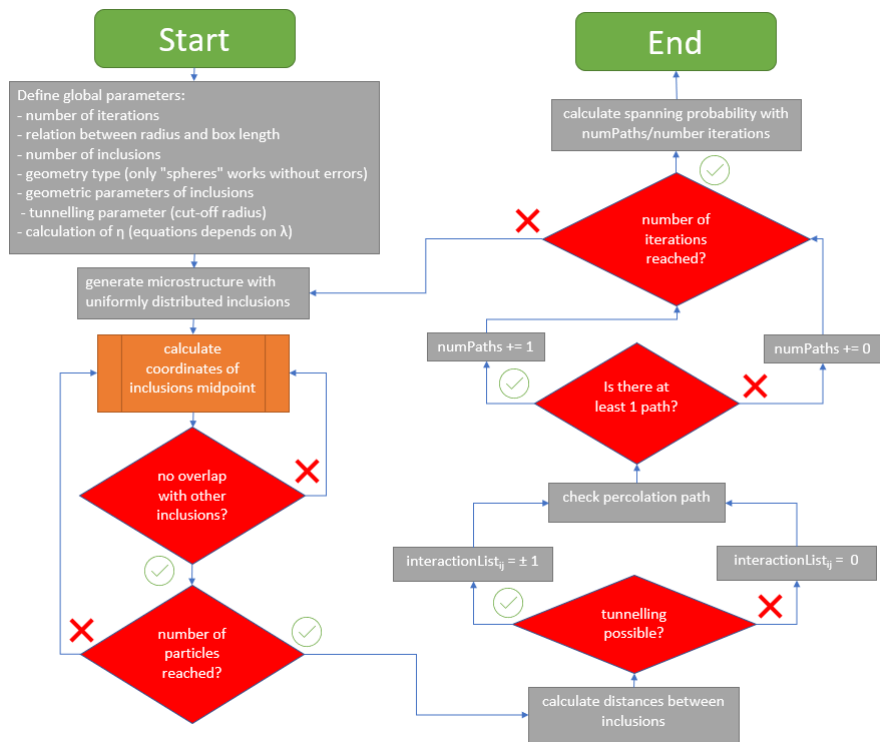 Start
Define global parameters:
- number of iterations
- relation between radius and box length
- number of inclusions
- geometry type (only "spheres" works without errors)
- geometric parameters of inclusions
- tunnelling parameter (cut-off radius)
- calculation of η (equations depends on λ)
generate microstructure with
uniformly distributed inclusions
calculate
coordinates of
inclusions midpoint
no overlap
with other
inclusions?
number of
particles
reached?
calculate distances between
inclusions
tunnelling
possible?
interactionListij = ± 1
interactionListij = 0
check percolation path
Is there at
least 1 path?
numPaths += 1
numPaths += 0
number of
iterations
reached?
calculate spanning probability with
numPaths/number iterations
End